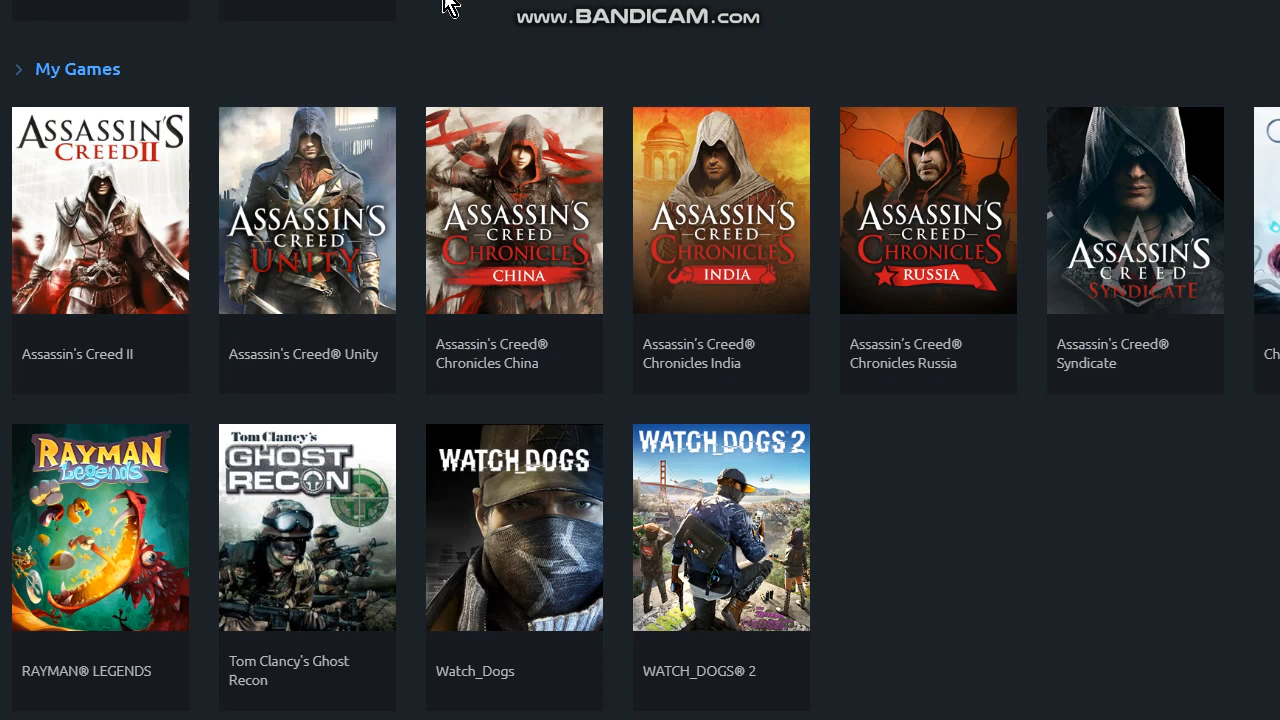 WWW.BANDICAM.COM
My Games
ASSASSIN'S
CREED II
ASSASSIN'S
CREED
UNITY
ASSASSIN'S
CREED
CHRONICLES
CHINA
ASSASSIN'S
CREED
CHRONICLES
INDIA
ASSASSIN'S
CREED
CHRONICLES
RUSSIA
ASSASSIN'S
CREED
SYNDICATE
Assassin's Creed II
Assassin's Creed® Unity
Assassin's Creed®
Chronicles China
Assassin’s Creed®
Chronicles India
Assassin's Creed®
Chronicles Russia
Assassin's Creed®
Syndicate
Ch
RAYMAN
Legends
Tom Clancy's
GHOST
RECON
WATCH_DOGS
WATCH_DOGS 2
RAYMAN® LEGENDS
Tom Clancy's Ghost
Recon
Watch_Dogs
WATCH_DOGS® 2